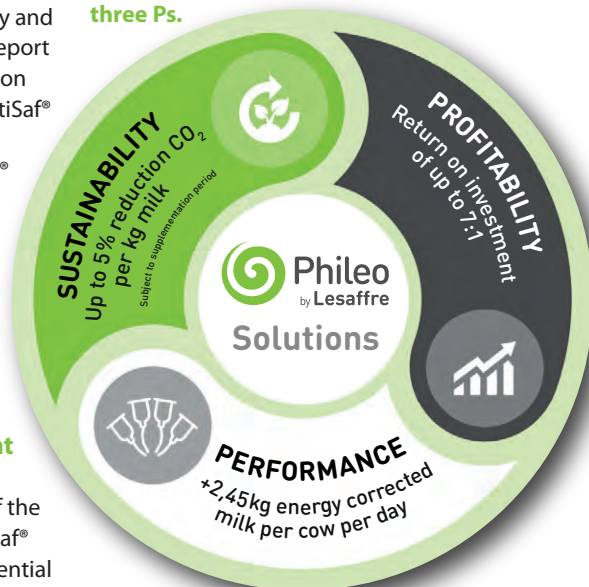 y and
eport
on
tiSaf®
®
three Ps.
SUSTAINABILITY
Up to 5% reduction CO₂
per kg milk
Subject to supplementation period
PROFITABILITY
Return on investment
of up to 7:1
Phileo
by Lesaffre
Solutions
PERFORMANCE
+2,45kg energy corrected
milk per cow per day
nt
f the
af®
ential